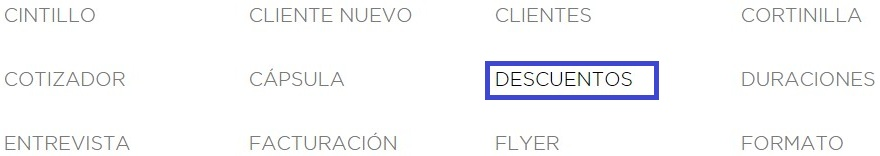 CINTILLO CLIENTE NUEVO CLIENTES CORTINILLA
COTIZADOR CÁPSULA DESCUENTOS DURACIONES
ENTREVISTA FACTURACIÓN FLYER FORMATO